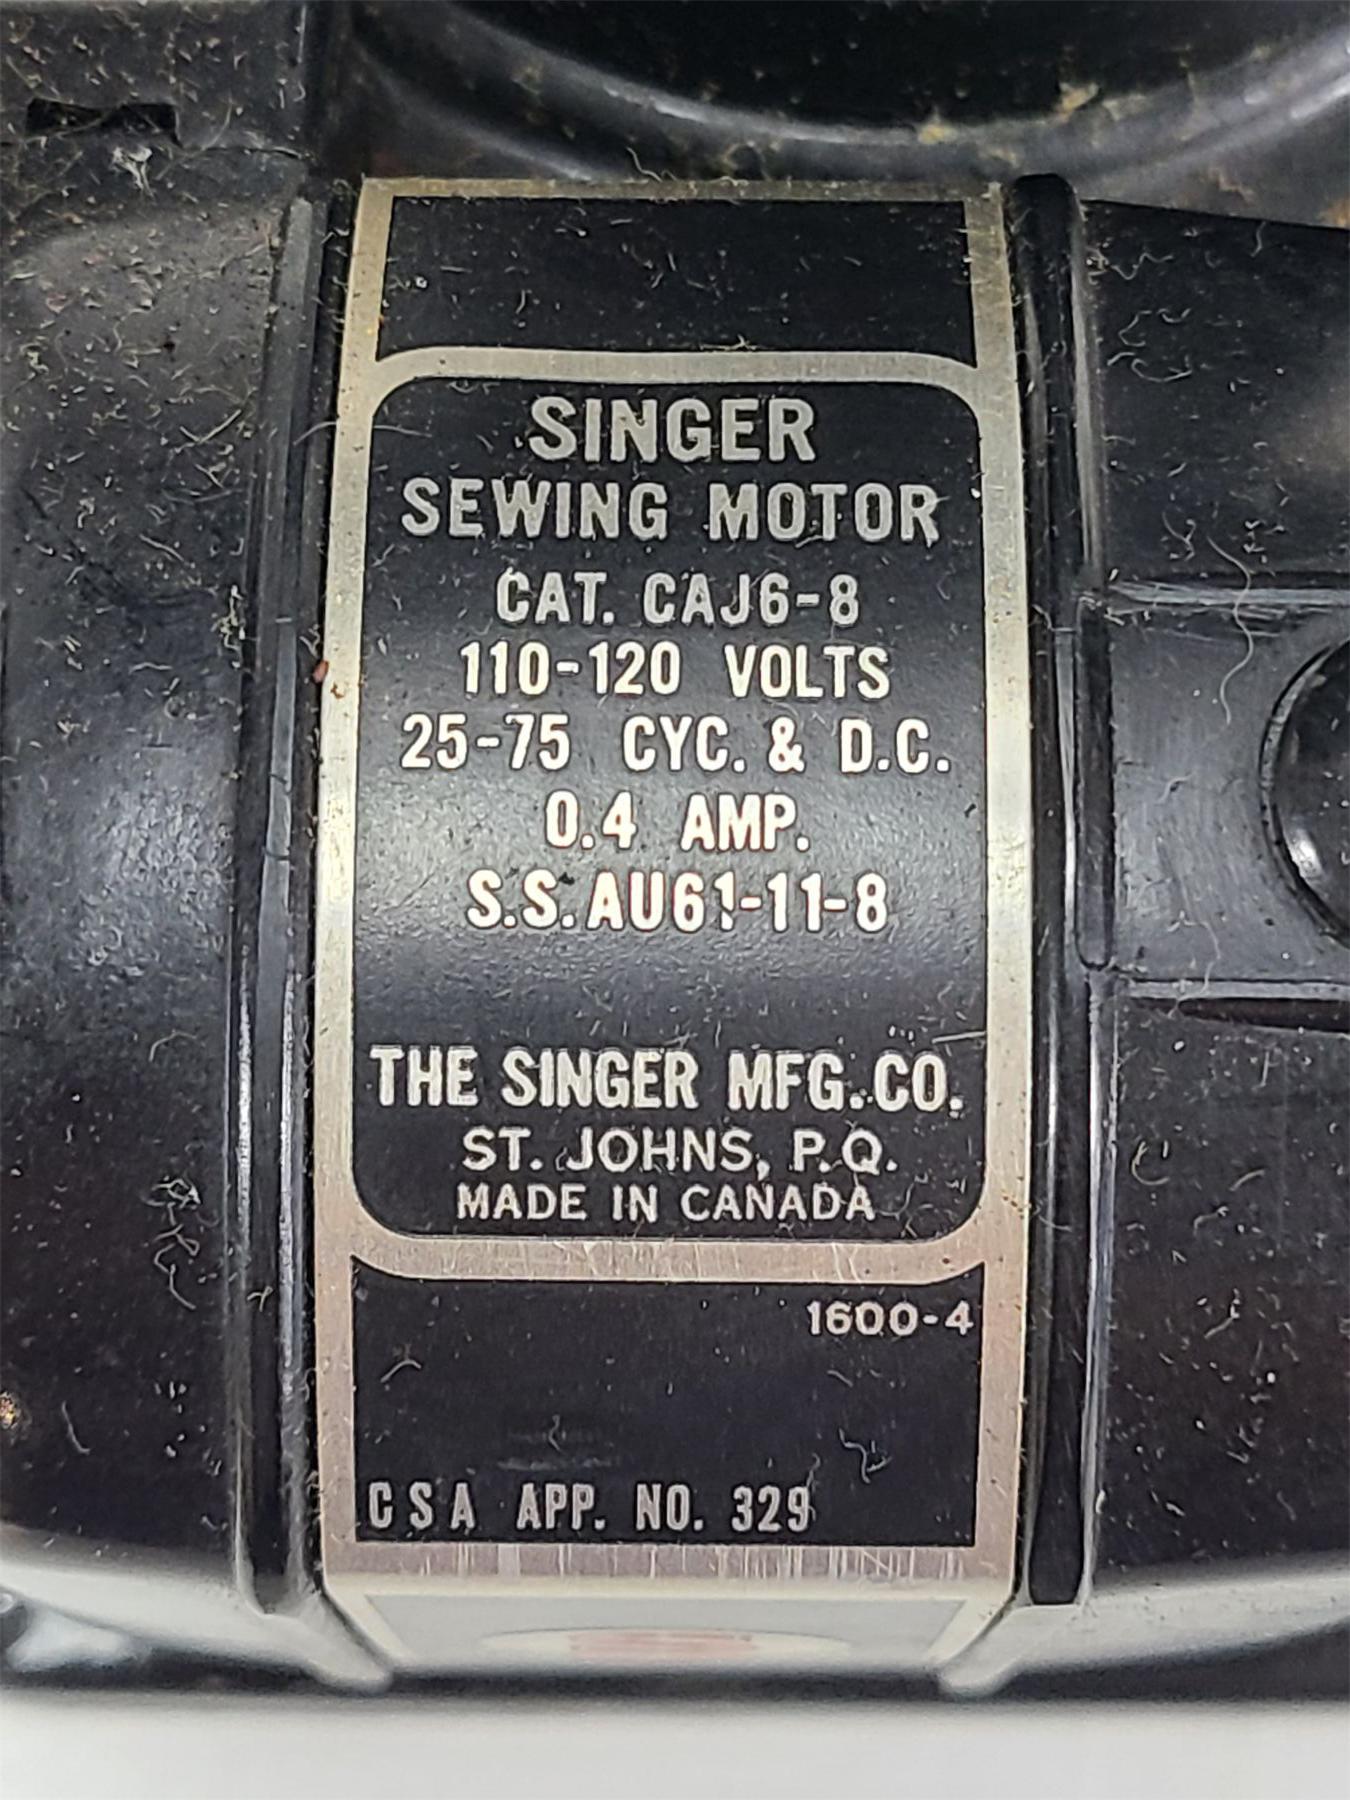 SINGER
SEWING MOTOR
CAT. CAJ6-8
110-120 VOLTS
25-75 CYC. & D.C.
0.4 AMP.
S.S. AU61-11-8
THE SINGER MFG. CO.
ST. JOHNS, P.Q.
MADE IN CANADA
1600-4
CSA APP. NO. 329